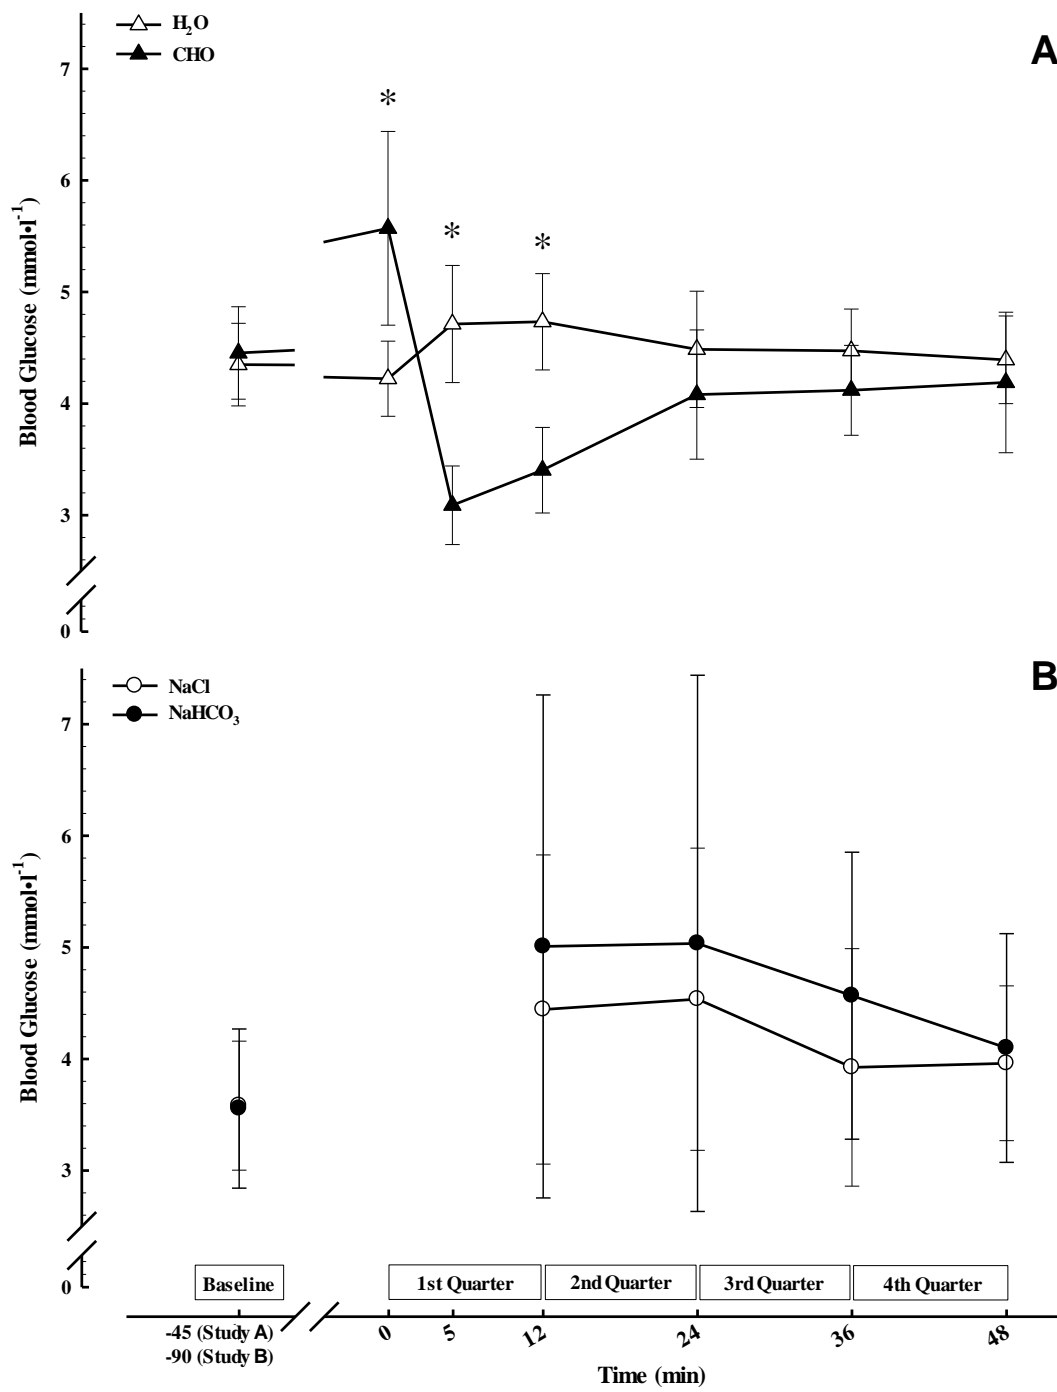 A
H₂O
CHO
7
*
6
*
*
5
4
3
0
Blood Glucose (mmol•l⁻¹)
B
NaCl
NaHCO₃
7
6
5
4
3
0
Blood Glucose (mmol•l⁻¹)
Baseline
1st Quarter
2nd Quarter
3rd Quarter
4th Quarter
-45 (Study A)
-90 (Study B)
0
5
12
24
36
48
Time (min)